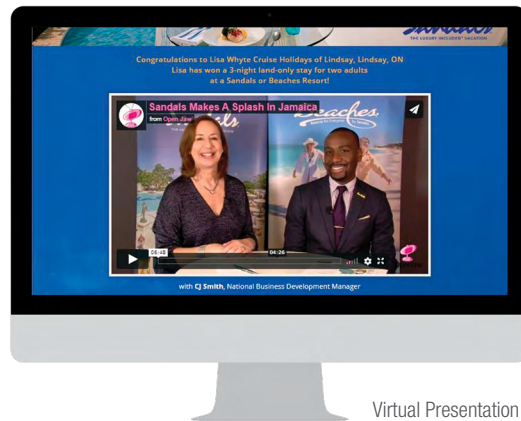 Sandals
THE LUXURY INCLUDED® VACATION
Congratulations to Lisa Whyte Cruise Holidays of Lindsay, Lindsay, ON
Lisa has won a 3-night land-only stay for two adults
at a Sandals or Beaches Resort!
Sandals Makes A Splash In Jamaica
from Open Jaw
Beaches
06:48
04:26
with CJ Smith, National Business Development Manager
Virtual Presentation